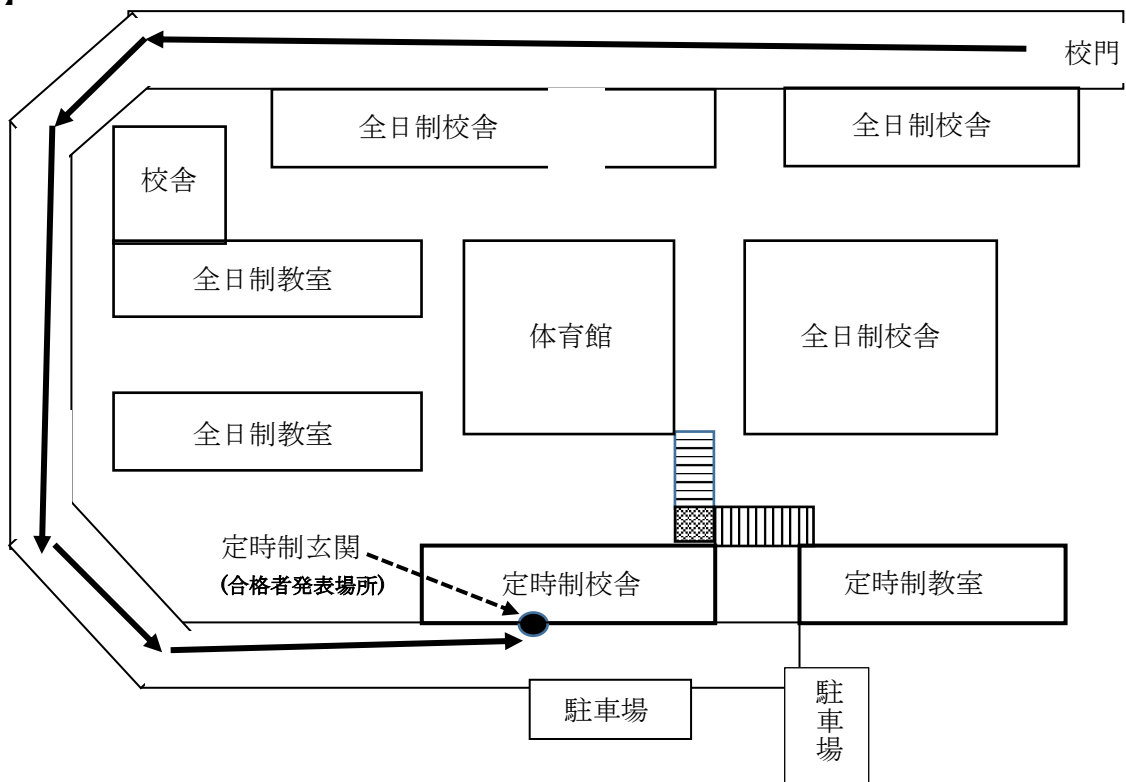 校門
全日制校舎
全日制校舎
校舎
全日制教室
体育館
全日制校舎
全日制教室
定時制玄関
(合格者発表場所)
定時制校舎
定時制教室
駐車場
駐車場